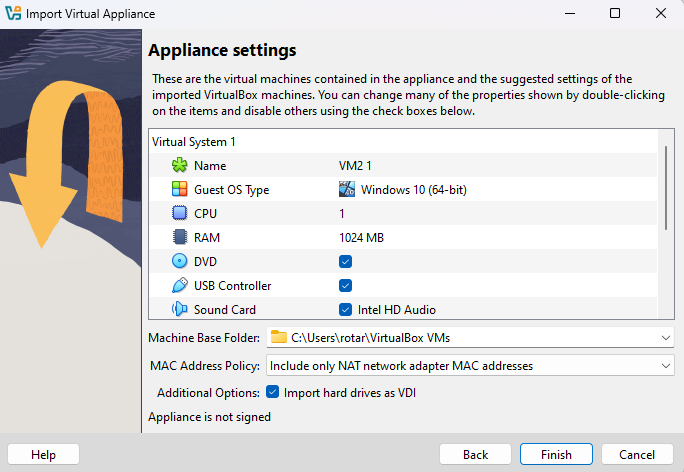 Import Virtual Appliance
Appliance settings
These are the virtual machines contained in the appliance and the suggested settings of the
imported VirtualBox machines. You can change many of the properties shown by double-clicking
on the items and disable others using the check boxes below.
Virtual System 1
Name VM2 1
Guest OS Type Windows 10 (64-bit)
CPU 1
RAM 1024 MB
DVD
USB Controller
Sound Card Intel HD Audio
Machine Base Folder: C:\Users\rotar\VirtualBox VMs
MAC Address Policy: Include only NAT network adapter MAC addresses
Additional Options: Import hard drives as VDI
Appliance is not signed
Help Back Finish Cancel